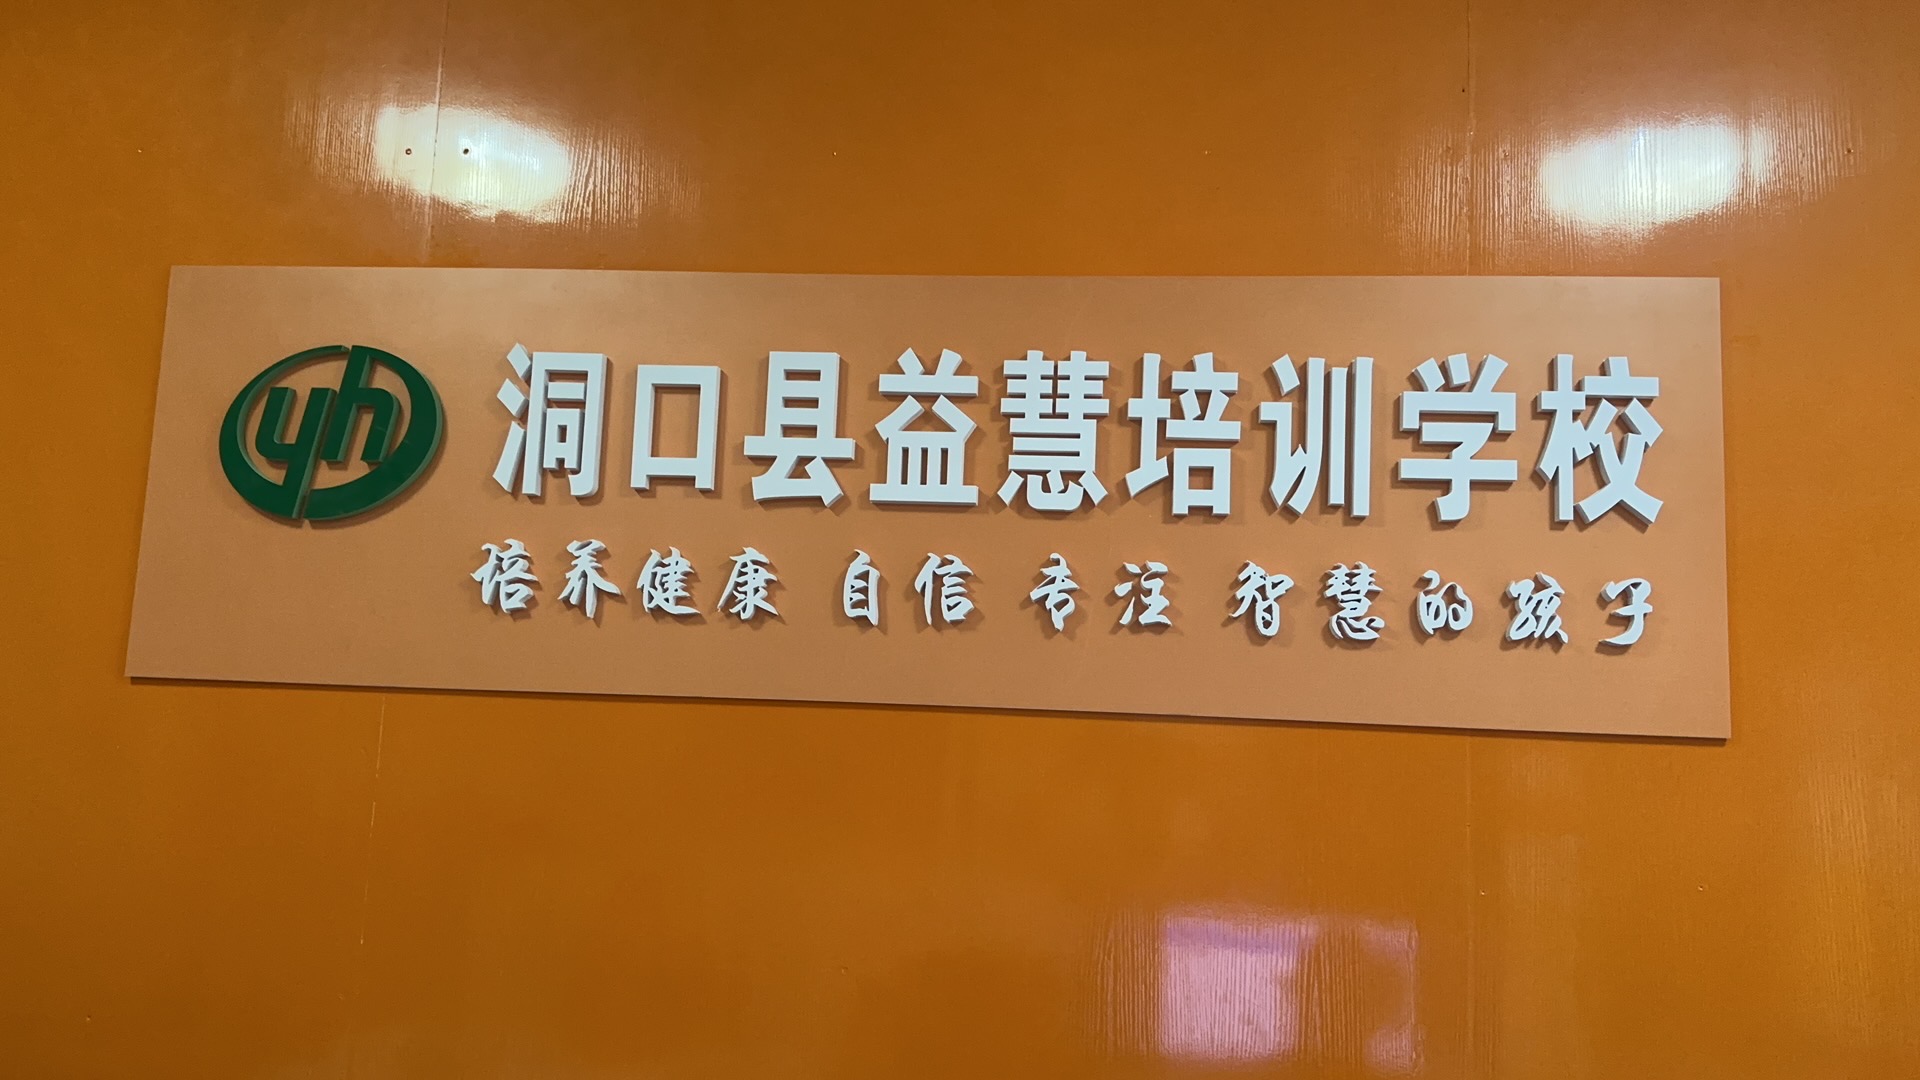 yh
洞口县益慧培训学校
培养健康 自信 专注 智慧的孩子